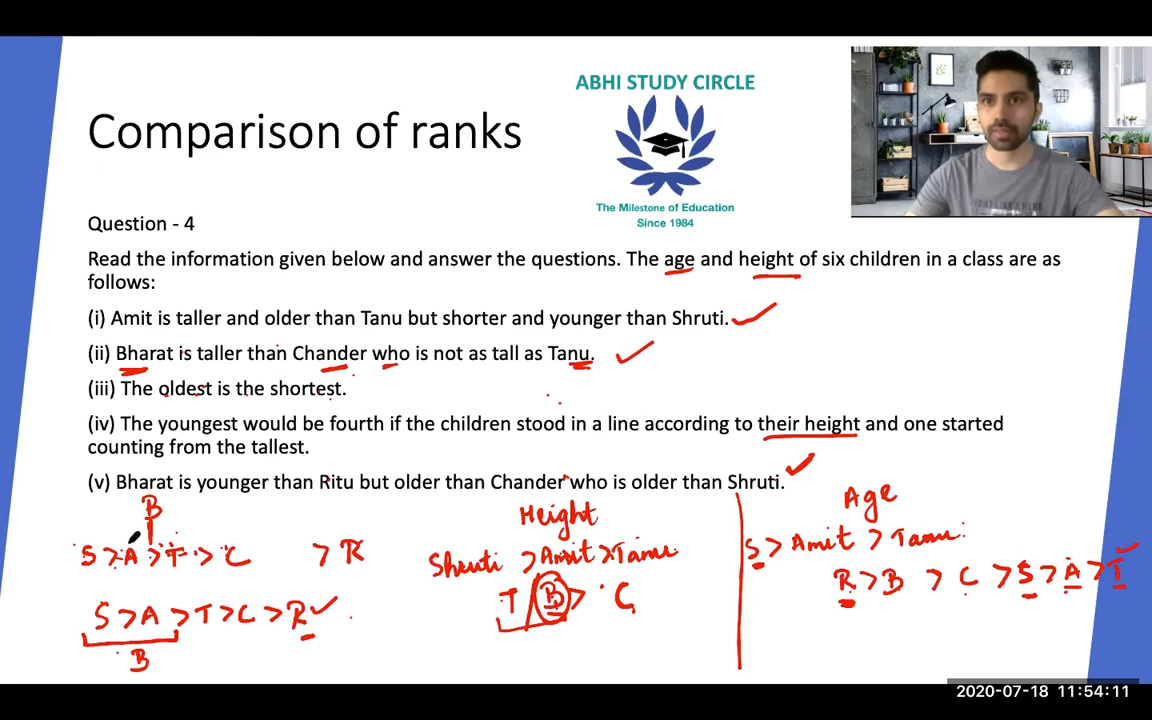 ABHI STUDY CIRCLE
Comparison of ranks
The Milestone of Education
Since 1984
Question - 4
Read the information given below and answer the questions. The age and height of six children in a class are as
follows:
(i) Amit is taller and older than Tanu but shorter and younger than Shruti.
(ii) Bharat is taller than Chander who is not as tall as Tanu.
(iii) The oldest is the shortest.
(iv) The youngest would be fourth if the children stood in a line according to their height and one started
counting from the tallest.
(v) Bharat is younger than Ritu but older than Chander who is older than Shruti.
B
S > A > T > C > R
S > A > T > C > R
B
Height
Shruti > Amit > Tanu
T / B > C
Age
S > Amit > Tanu
R > B > C > S > A > T
2020-07-18 11:54:11